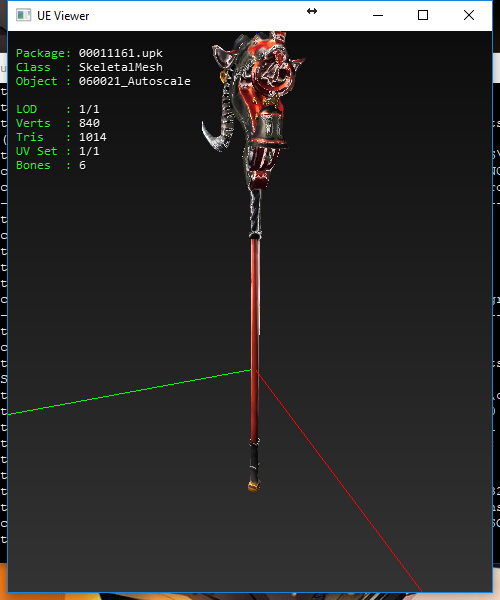 UE Viewer
Package: 00011161.upk
Class : SkeletalMesh
Object : 060021_Autoscale
LOD : 1/1
Verts : 840
Tris : 1014
UV Set : 1/1
Bones : 6